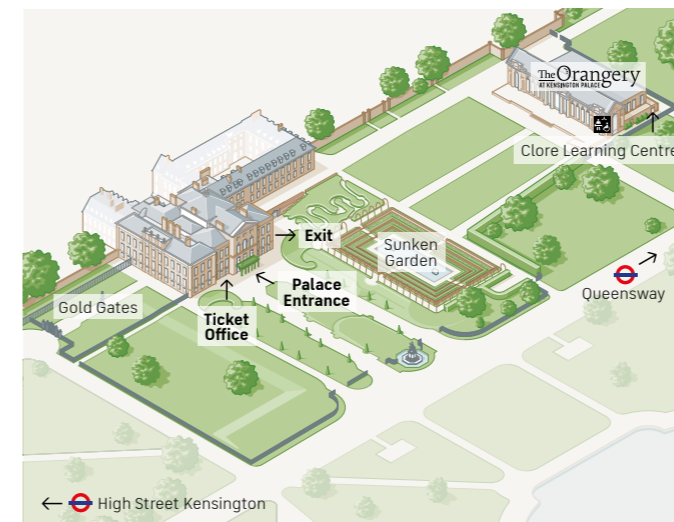 The Orangery
AT KENSINGTON PALACE
Clore Learning Centre
Exit
Sunken
Garden
Queensway
Palace
Entrance
Gold Gates
Ticket
Office
High Street Kensington